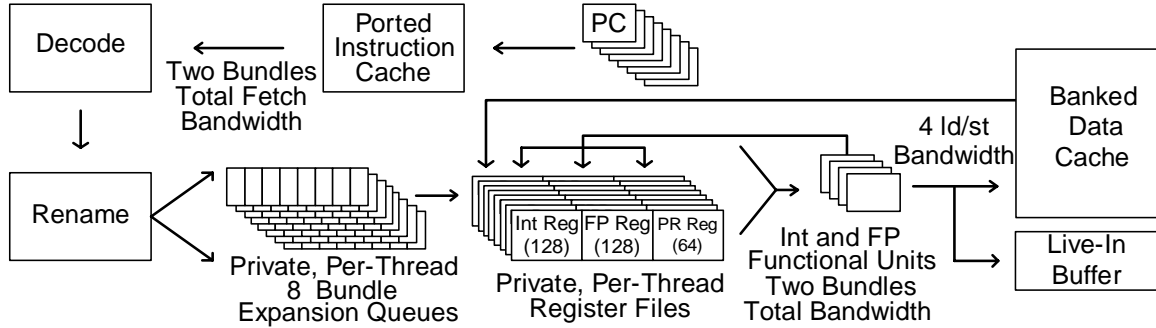 Decode
Two Bundles
Total Fetch
Bandwidth
Ported
Instruction
Cache
PC
Banked
Data
Cache
4 ld/st
Bandwidth
Rename
Private, Per-Thread
8 Bundle
Expansion Queues
Int Reg
(128)
FP Reg
(128)
PR Reg
(64)
Private, Per-Thread
Register Files
Int and FP
Functional Units
Two Bundles
Total Bandwidth
Live-In
Buffer